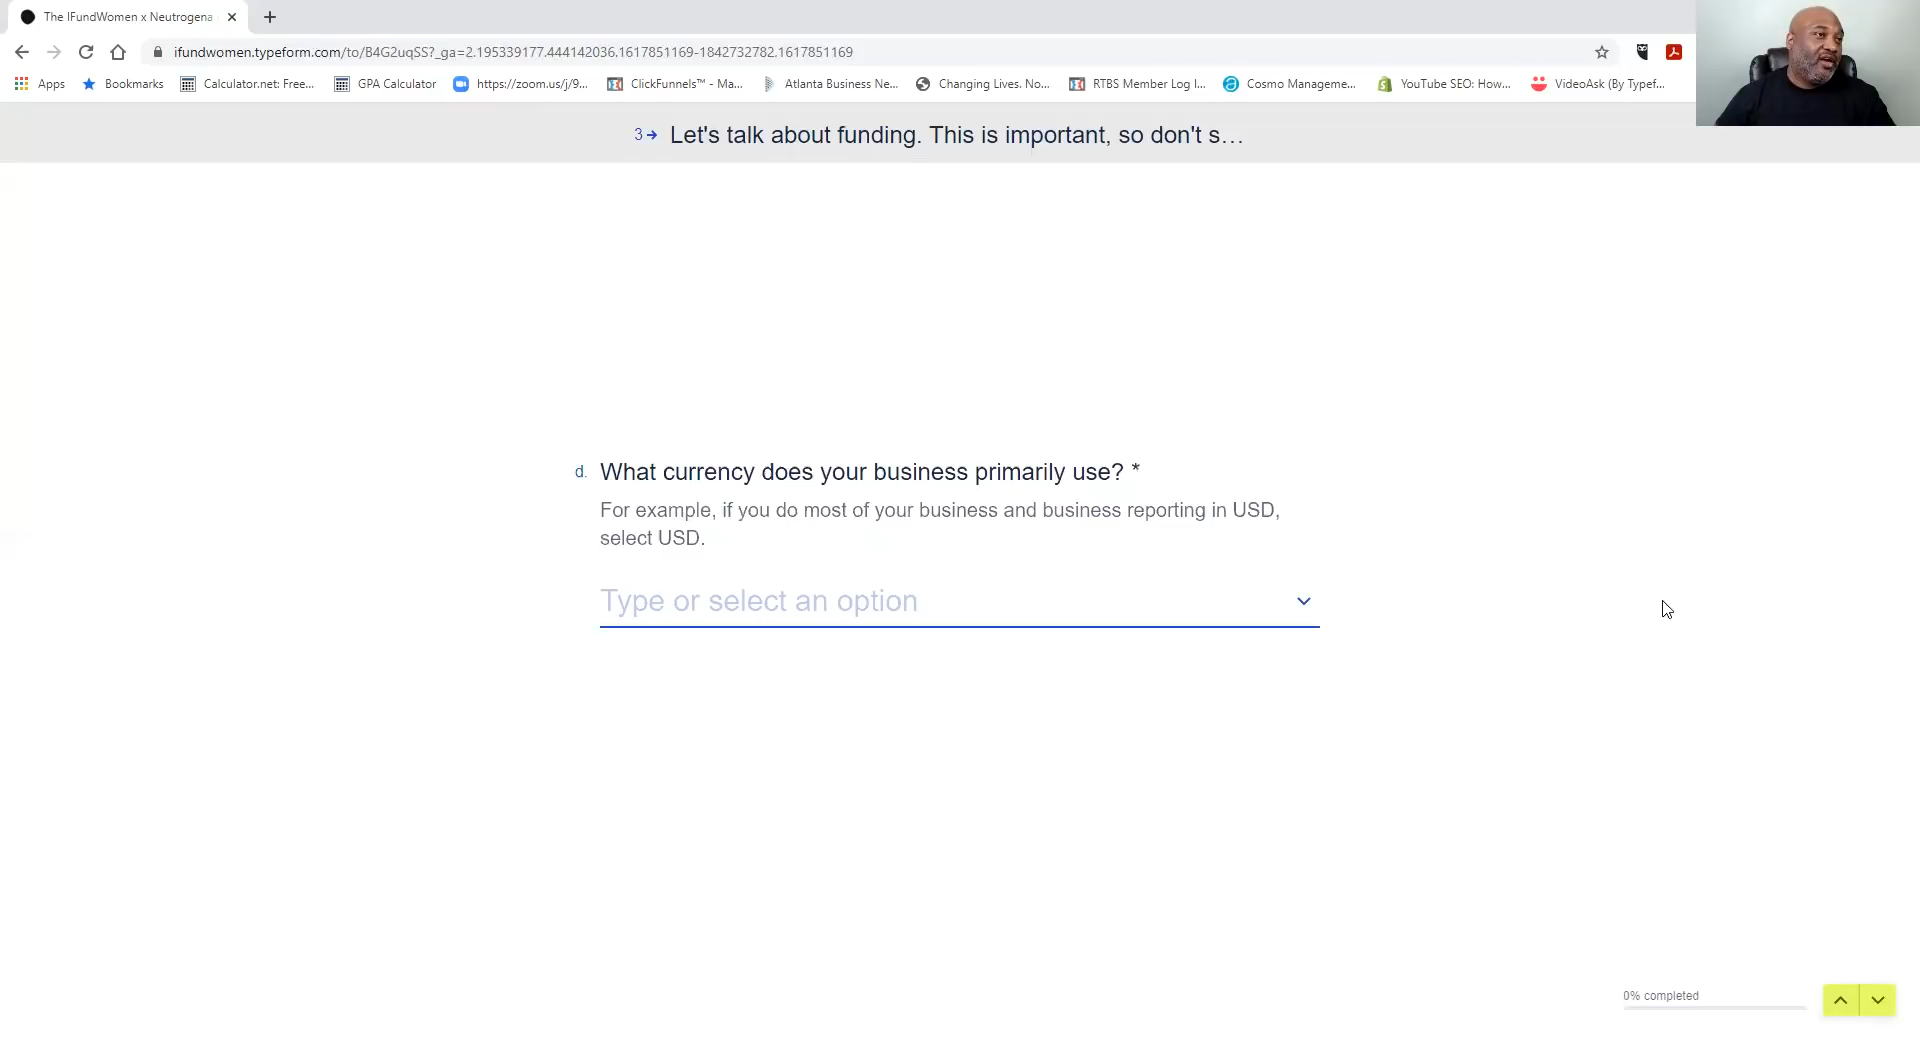 The IFundWomen x Neutrogena
ifundwomen.typeform.com/to/B4G2uqSS?_ga=2.195339177.444142036.1617851169-1842732782.1617851169
Apps Bookmarks Calculator.net: Free... GPA Calculator https://zoom.us/j/9... ClickFunnels™ - Ma... Atlanta Business Ne... Changing Lives. No... RTBS Member Log I... Cosmo Manageme... YouTube SEO: How... VideoAsk (By Typef...
3 Let's talk about funding. This is important, so don't s...
d. What currency does your business primarily use? *
For example, if you do most of your business and business reporting in USD,
select USD.
Type or select an option
0% completed